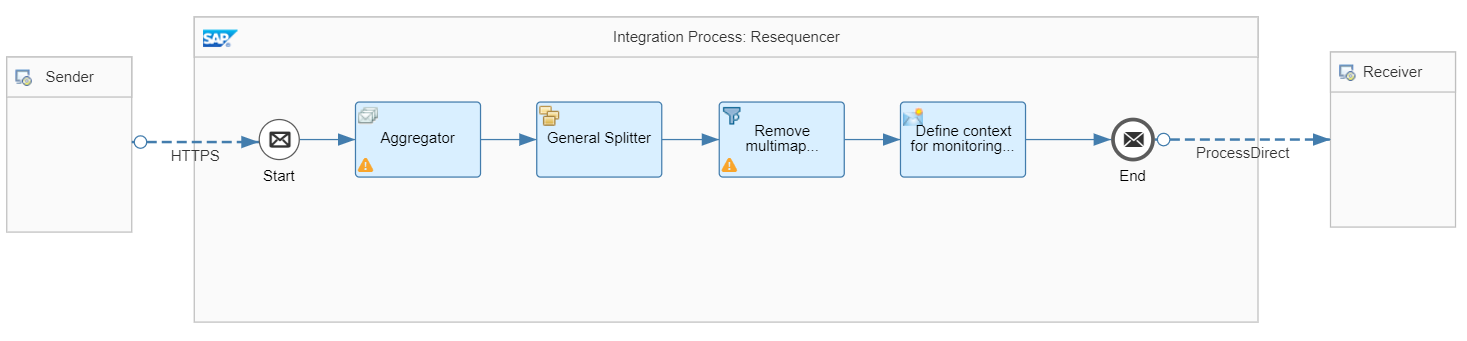 SAP
Integration Process: Resequencer
Sender
Receiver
HTTPS
Start
Aggregator
General Splitter
Remove
multimap...
Define context
for monitoring...
End
ProcessDirect